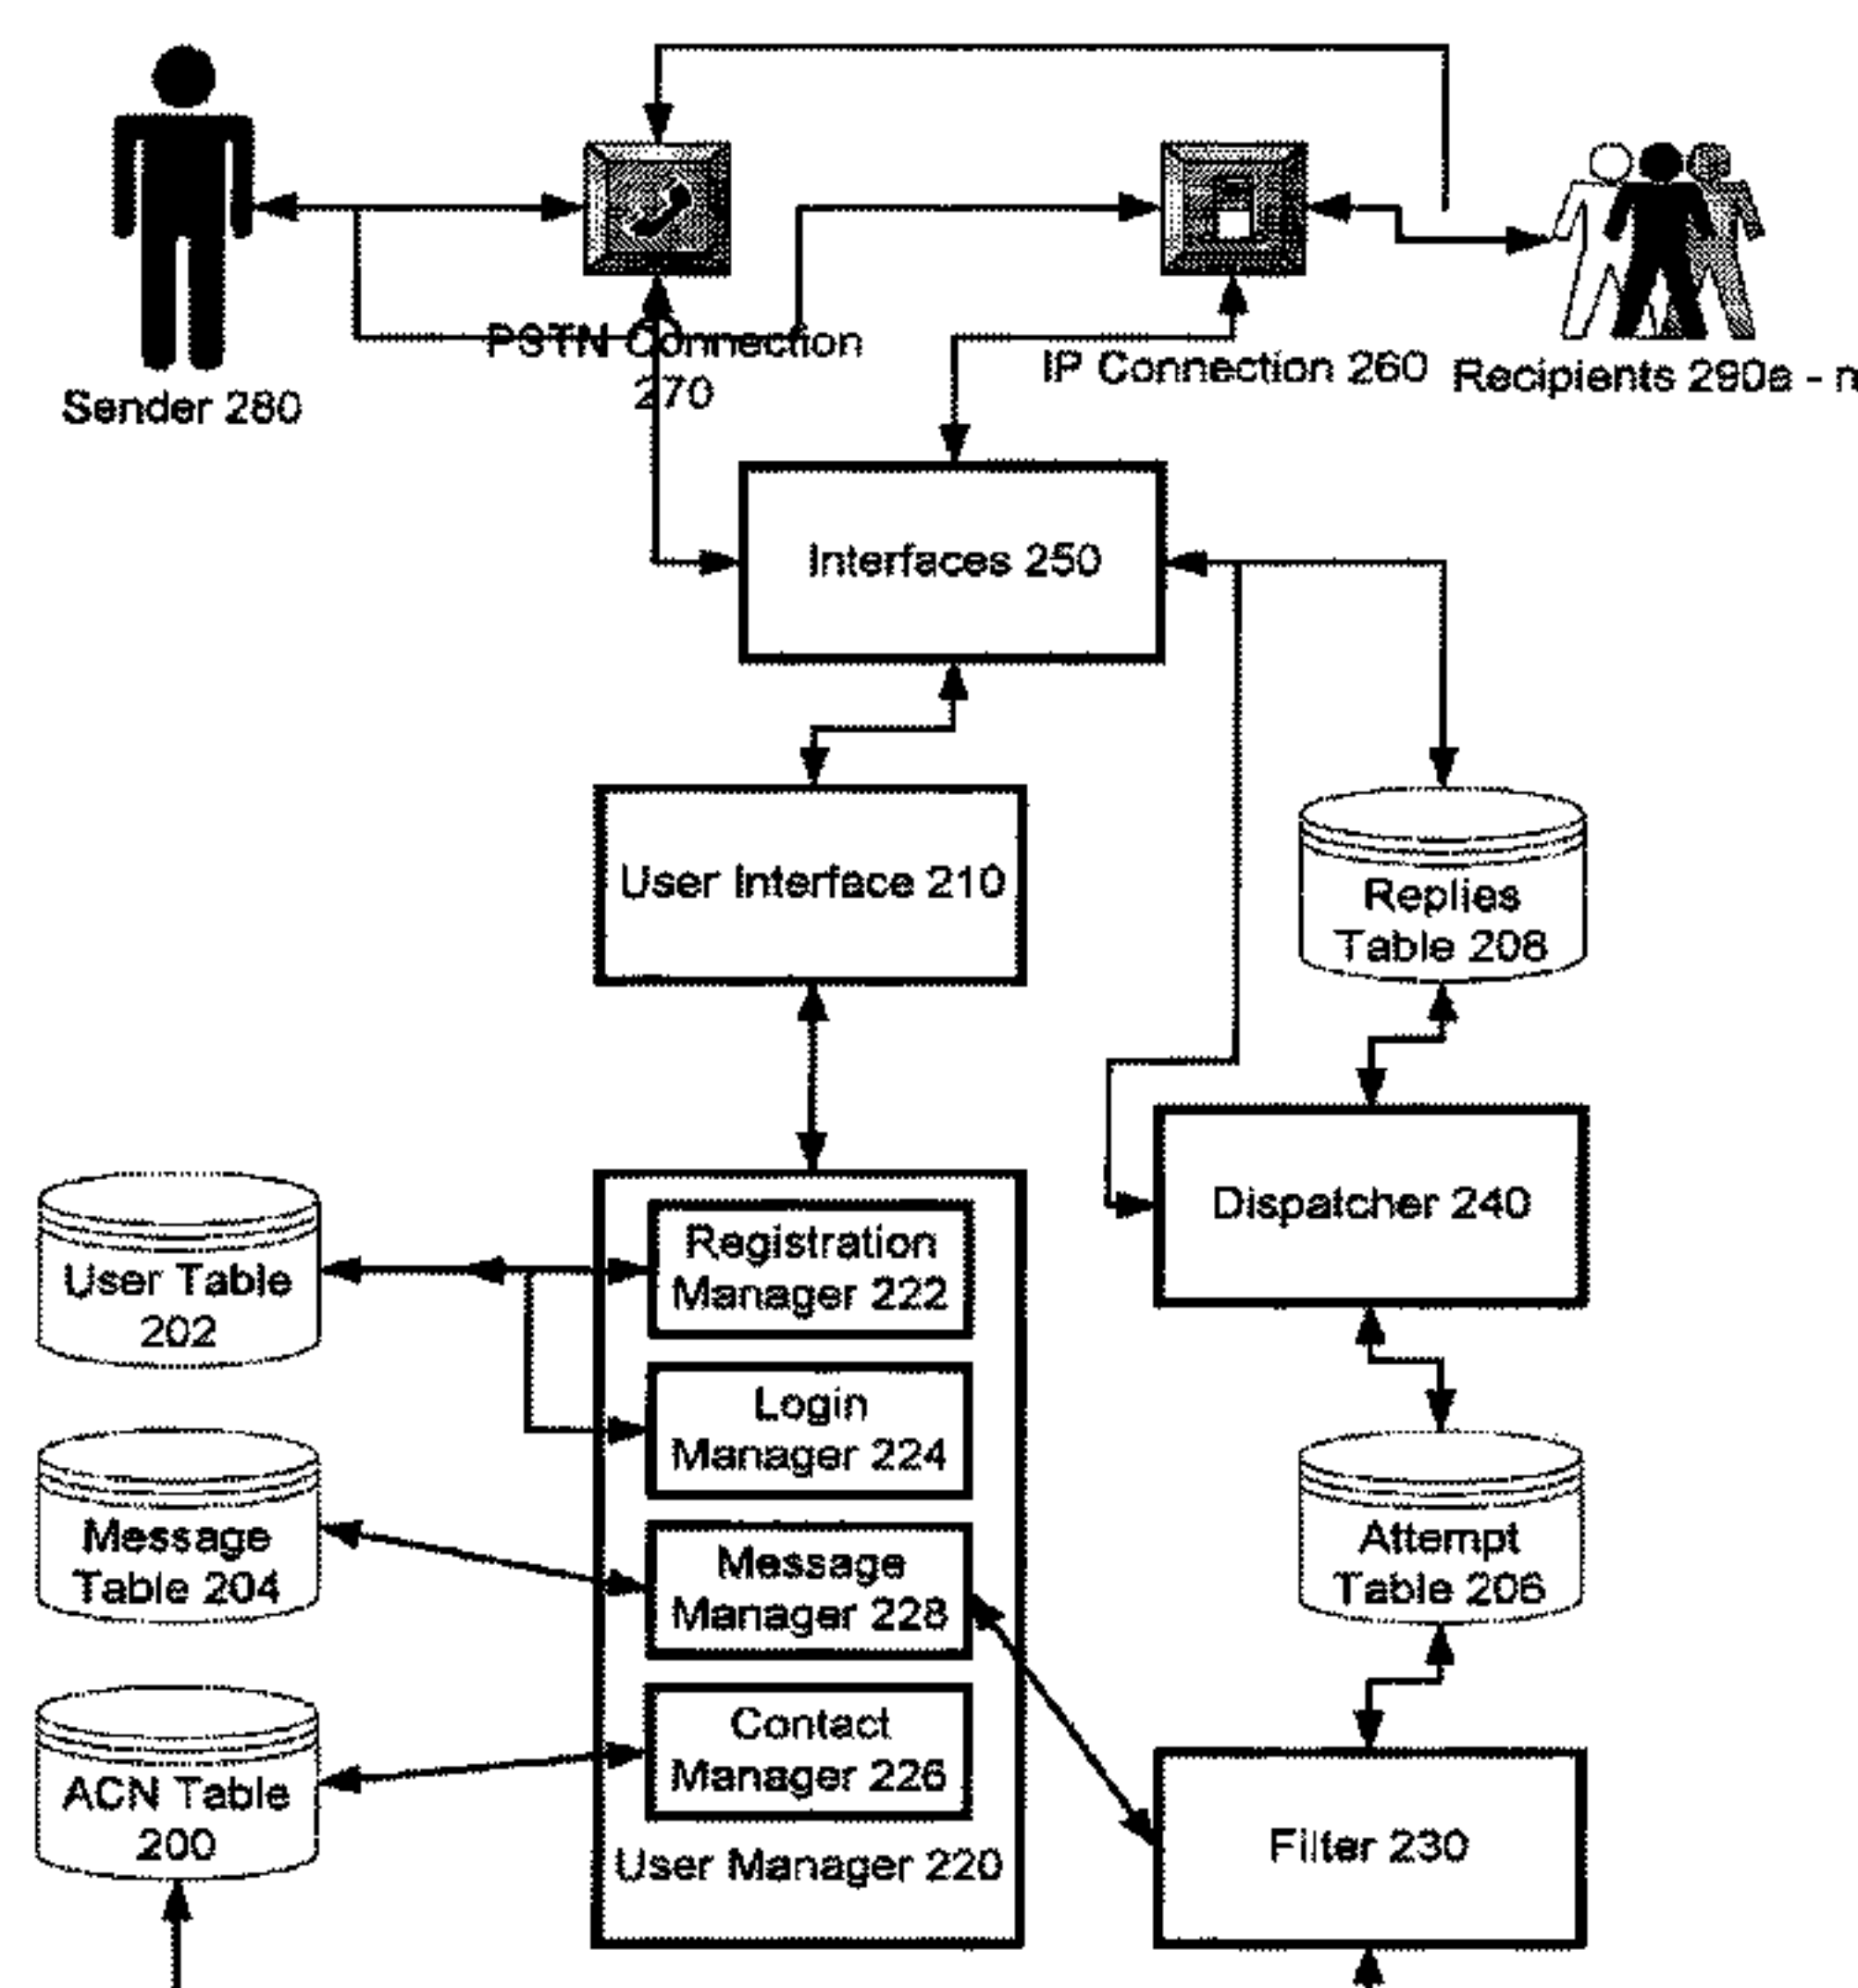 PSTN Connection
270
IP Connection 260
Recipients 290a - n
Sender 280
Interfaces 250
User Interface 210
Replies
Table 208
Dispatcher 240
User Table
202
Registration
Manager 222
Login
Manager 224
Message
Table 204
Message
Manager 228
Attempt
Table 206
ACN Table
200
Contact
Manager 226
User Manager 220
Filter 230